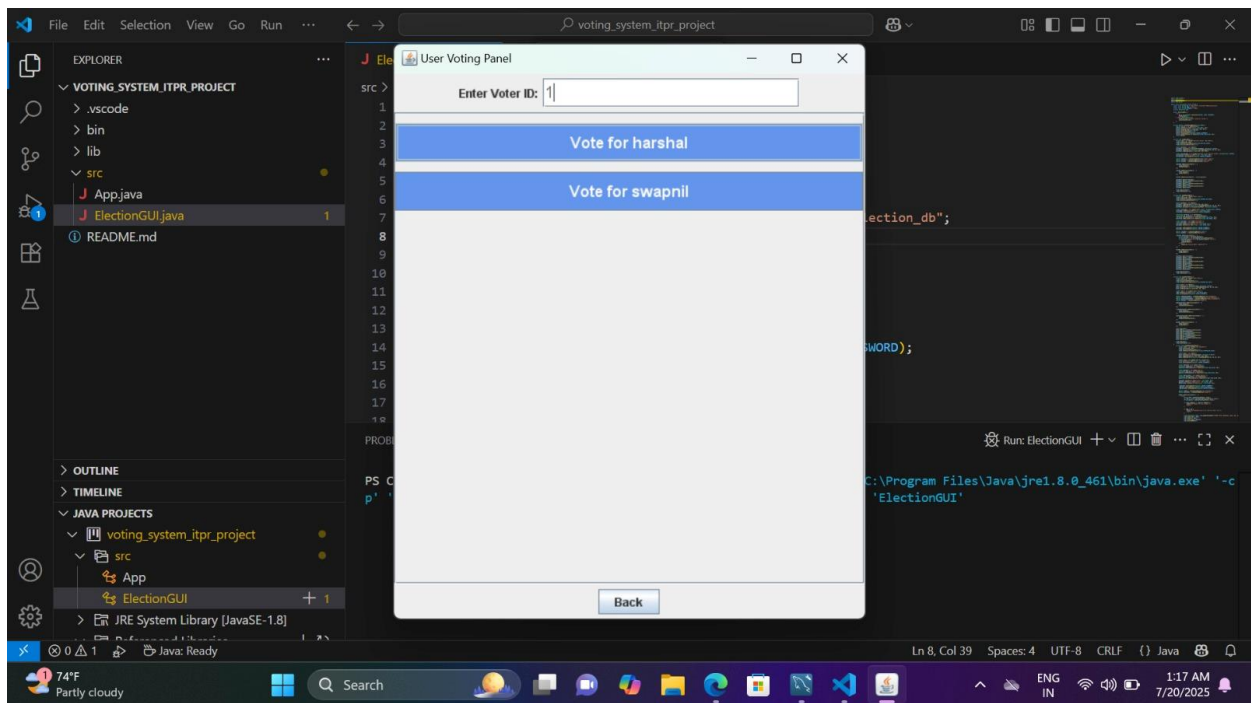 File Edit Selection View Go Run ··· voting_system_itpr_project
EXPLORER ···
VOTING_SYSTEM_ITPR_PROJECT
> .vscode
> bin
> lib
src
J App.java
J ElectionGUI.java 1
README.md
> OUTLINE
> TIMELINE
JAVA PROJECTS
voting_system_itpr_project
src
App
ElectionGUI + 1
> JRE System Library [JavaSE-1.8]
J Ele
src >
1
2
3
4
5
6
7
8
9
10
11
12
13
14
15
16
17
18
User Voting Panel
Enter Voter ID: 1
Vote for harshal
Vote for swapnil
Back
lection_db";
SWORD);
PROBL
Run: ElectionGUI
PS C
p' '
C:\Program Files\Java\jre1.8.0_461\bin\java.exe' '-c
'ElectionGUI'
1
0 1 Java: Ready Ln 8, Col 39 Spaces: 4 UTF-8 CRLF {} Java
1
74°F
Partly cloudy
Search
ENG
IN
1:17 AM
7/20/2025